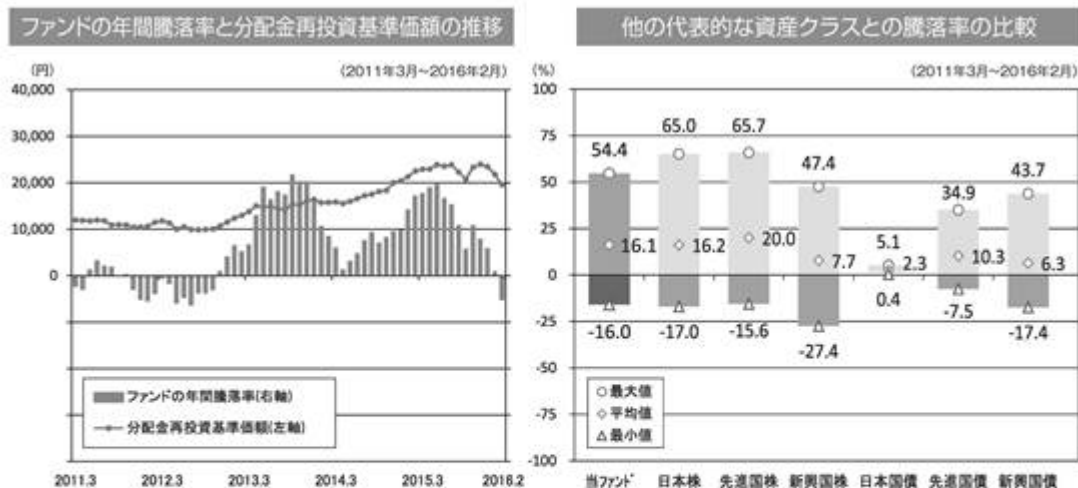 ファンドの年間騰落率と分配金再投資基準価額の推移
(円)
(2011年3月~2016年2月)
40,000
30,000
20,000
10,000
0
ファンドの年間騰落率(右軸)
分配金再投資基準価額(左軸)
2011.3 2012.3 2013.3 2014.3 2015.3 2016.2
他の代表的な資産クラスとの騰落率の比較
(%)
(2011年3月~2016年2月)
100
75
50
25
0
-25
-50
-75
-100
54.4 65.0 65.7 47.4 5.1 34.9 43.7
16.1 16.2 20.0 7.7 2.3 10.3 6.3
-16.0 -17.0 -15.6 -27.4 0.4 -7.5 -17.4
最大値
平均値
最小値
当ファンド 日本株 先進国株 新興国株 日本国債 先進国債 新興国債